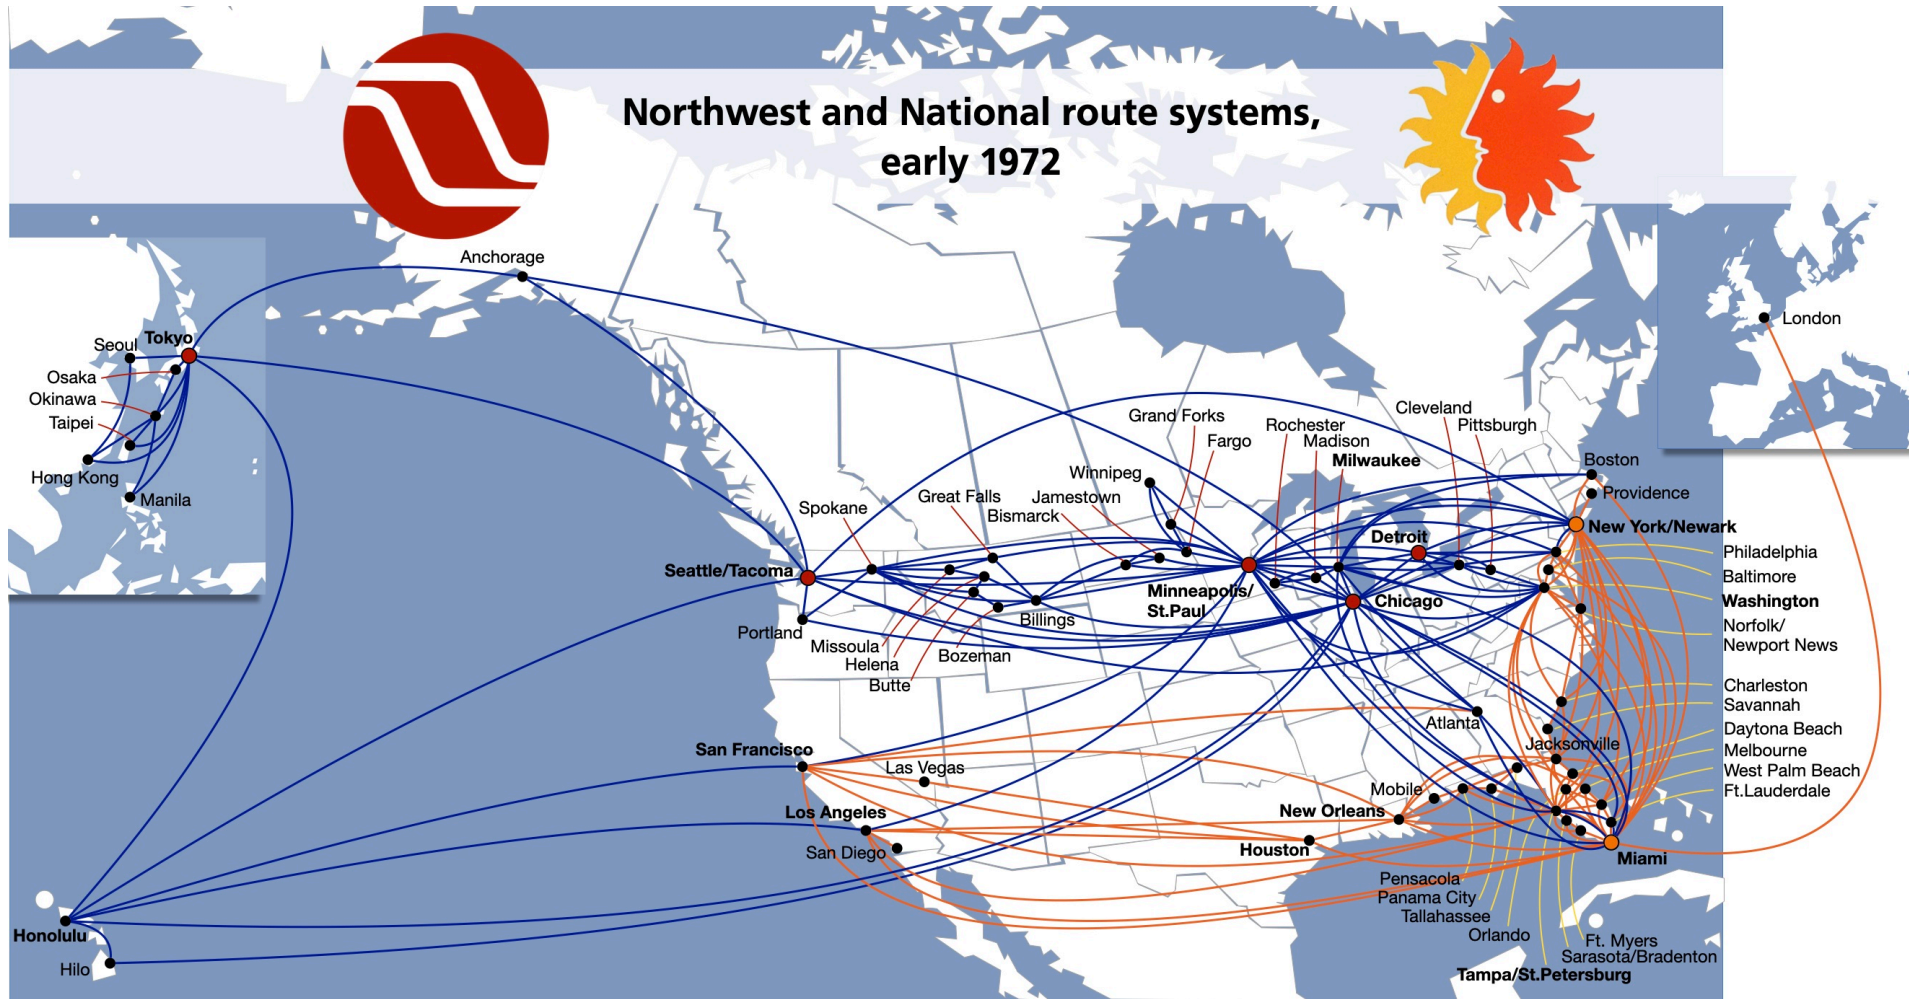 Northwest and National route systems,
early 1972
Anchorage
London
Tokyo
Seoul
Osaka
Okinawa
Taipei
Hong Kong
Manila
Cleveland
Pittsburgh
Grand Forks
Rochester
Fargo
Madison
Milwaukee
Boston
Winnipeg
Providence
Great Falls
Jamestown
Spokane
Bismarck
New York/Newark
Detroit
Philadelphia
Seattle/Tacoma
Baltimore
Minneapolis/
St.Paul
Chicago
Washington
Portland
Billings
Norfolk/
Newport News
Missoula
Helena
Bozeman
Butte
Charleston
Savannah
Atlanta
Daytona Beach
Jacksonville
San Francisco
Melbourne
Las Vegas
West Palm Beach
Mobile
Ft.Lauderdale
Los Angeles
New Orleans
San Diego
Houston
Miami
Pensacola
Panama City
Tallahassee
Orlando
Ft. Myers
Sarasota/Bradenton
Tampa/St.Petersburg
Honolulu
Hilo